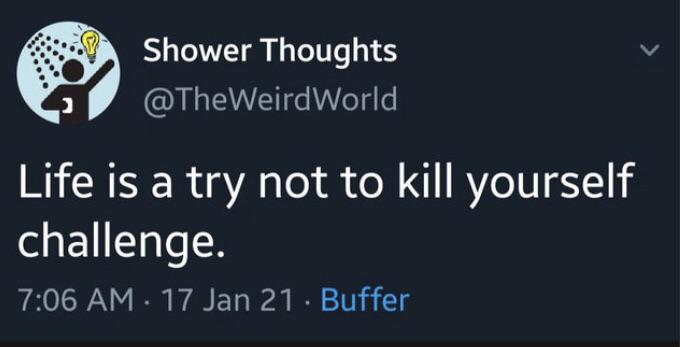 Shower Thoughts
@TheWeirdWorld
Life is a try not to kill yourself
challenge.
7:06 AM · 17 Jan 21 · Buffer